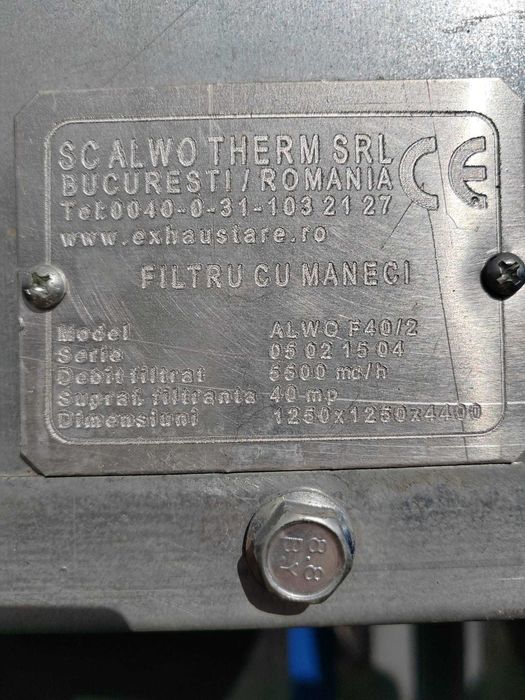 SC ALWO THERM SRL
BUCURESTI / ROMANIA
Tel:0040-0-31-103 21 27
www.exhaustare.ro
CE
FILTRU CU MANECI
Model ALWO F40/2
Serie 05 02 15 04
Debit filtrat 5500 mc/h
Supraf. filtranta 40 mp
Dimensiuni 1250x1250x4400
8.8
BY